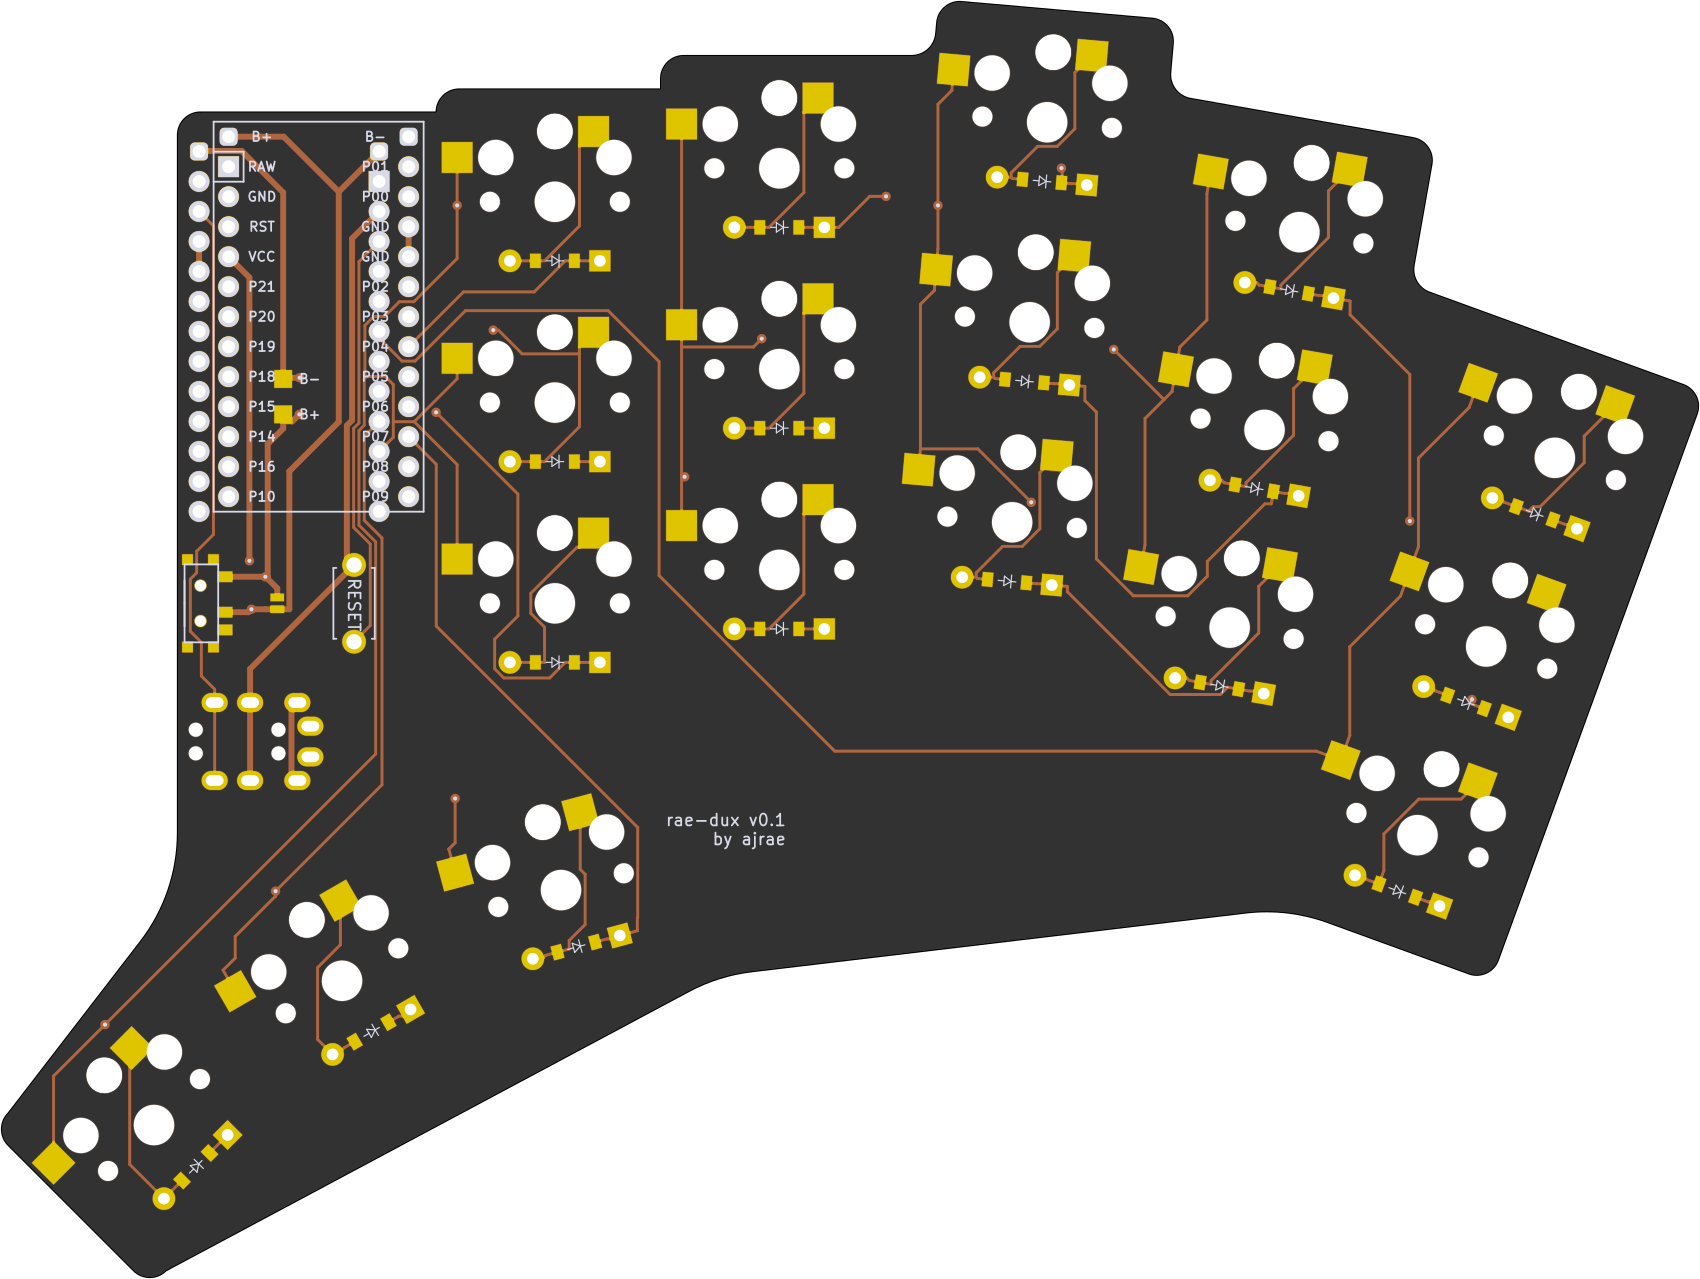 B+ B-
RAW P01
GND P00
RST GND
VCC GND
P21 P02
P20 P03
P19 P04
P18 P05
B-
P15 P06
B+
P14 P07
P16 P08
P10 P09
RESET
rae-dux v0.1
by ajrae